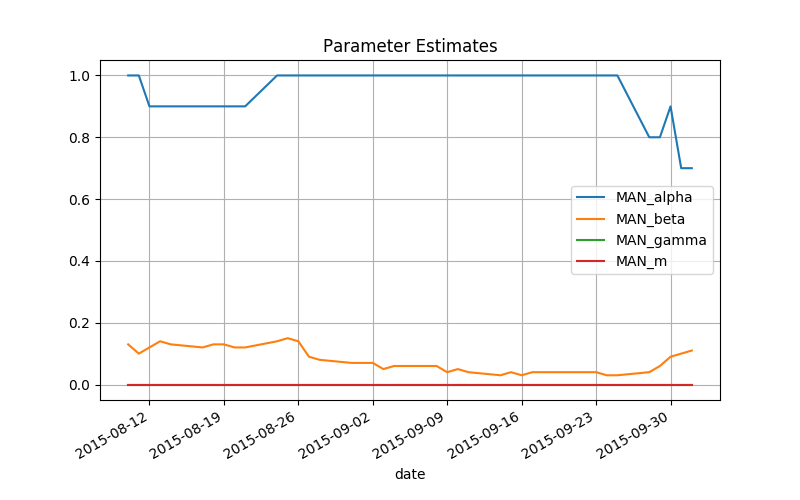 Parameter Estimates
1.0
0.8
0.6
0.4
0.2
0.0
MAN_alpha
MAN_beta
MAN_gamma
MAN_m
2015-08-12
2015-08-19
2015-08-26
2015-09-02
2015-09-09
2015-09-16
2015-09-23
2015-09-30
date